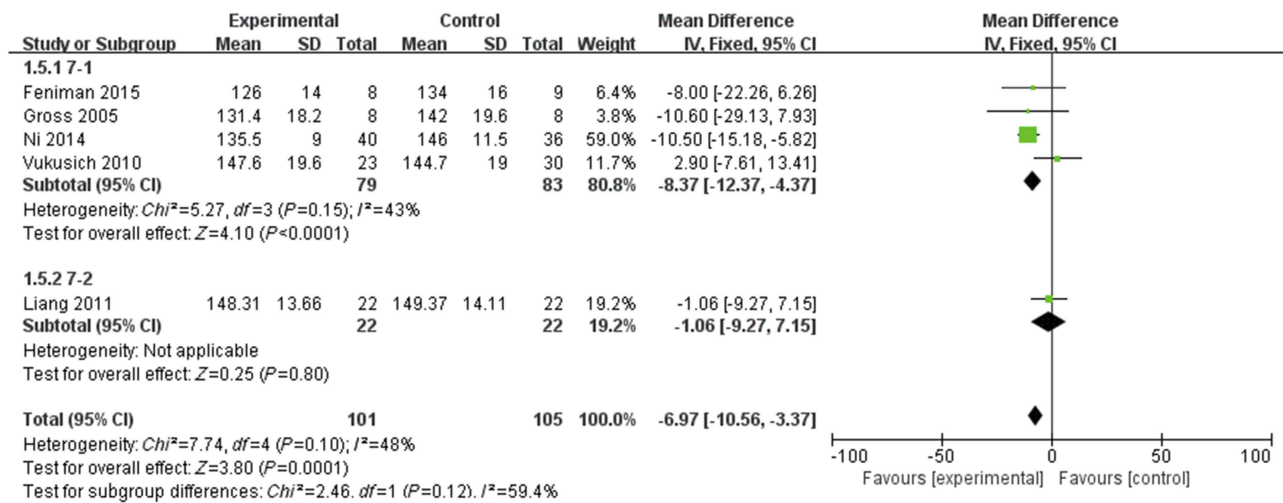 Experimental Control Mean Difference Mean Difference
Study or Subgroup Mean SD Total Mean SD Total Weight IV, Fixed, 95% CI IV, Fixed, 95% CI
1.5.1 7-1
Feniman 2015 126 14 8 134 16 9 6.4% -8.00 [-22.26, 6.26]
Gross 2005 131.4 18.2 8 142 19.6 8 3.8% -10.60 [-29.13, 7.93]
Ni 2014 135.5 9 40 146 11.5 36 59.0% -10.50 [-15.18, -5.82]
Vukusich 2010 147.6 19.6 23 144.7 19 30 11.7% 2.90 [-7.61, 13.41]
Subtotal (95% CI) 79 83 80.8% -8.37 [-12.37, -4.37]
Heterogeneity: Chi²=5.27, df=3 (P=0.15); I²=43%
Test for overall effect: Z=4.10 (P<0.0001)
1.5.2 7-2
Liang 2011 148.31 13.66 22 149.37 14.11 22 19.2% -1.06 [-9.27, 7.15]
Subtotal (95% CI) 22 22 19.2% -1.06 [-9.27, 7.15]
Heterogeneity: Not applicable
Test for overall effect: Z=0.25 (P=0.80)
Total (95% CI) 101 105 100.0% -6.97 [-10.56, -3.37]
Heterogeneity: Chi²=7.74, df=4 (P=0.10); I²=48%
Test for overall effect: Z=3.80 (P=0.0001)
Test for subgroup differences: Chi²=2.46. df=1 (P=0.12). I²=59.4%
-100 -50 0 50 100
Favours [experimental] Favours [control]